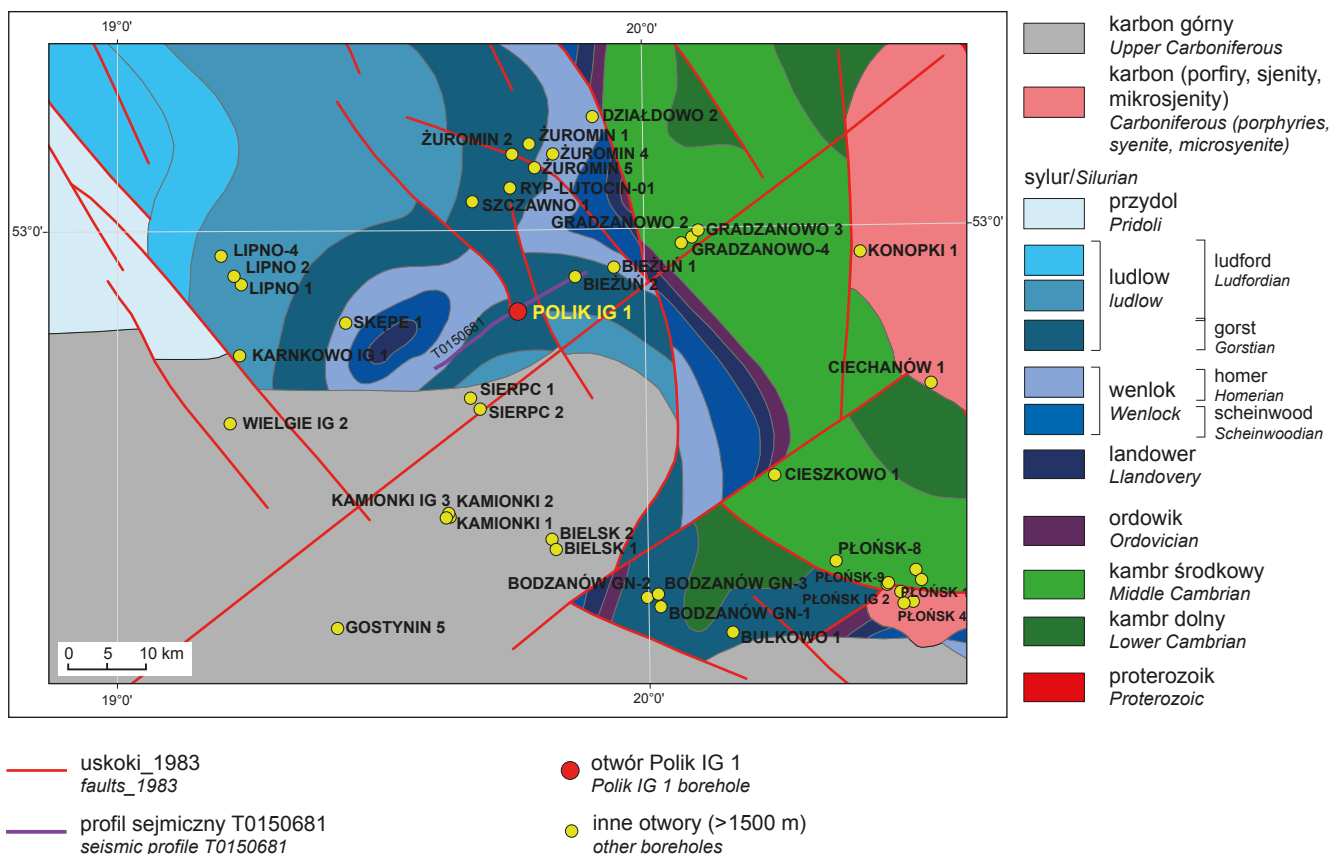 19°0'
20°0'
DZIAŁDOWO 2
ŻUROMIN 1
ŻUROMIN 2
ŻUROMIN 4
ŻUROMIN 5
RYP-LUTOCIN-01
SZCZAWNO 1
GRADZANOWO 2
GRADZANOWO 3
53°0'
53°0'
GRADZANOWO-4
KONOPKI 1
LIPNO-4
LIPNO 2
LIPNO 1
BIEŻUŃ 1
BIEŻUŃ 2
POLIK IG 1
SKĘPE 1
T0150681
KARNKOWO IG 1
CIECHANÓW 1
SIERPC 1
SIERPC 2
WIELGIE IG 2
CIESZKOWO 1
KAMIONKI IG 3
KAMIONKI 2
KAMIONKI 1
BIELSK 2
BIELSK 1
PŁOŃSK-8
BODZANÓW GN-2
BODZANÓW GN-3
PŁOŃSK-9
PŁOŃSK 1
PŁOŃSK IG 2
BODZANÓW GN-1
PŁOŃSK 4
GOSTYNIN 5
BULKOWO 1
0 5 10 km
19°0'
20°0'
karbon górny
Upper Carboniferous
karbon (porfiry, sjenity,
mikrosjenity)
Carboniferous (porphyries,
syenite, microsyenite)
sylur/Silurian
przydol
Pridoli
ludlow
ludlow
ludford
Ludfordian
gorst
Gorstian
wenlok
Wenlock
homer
Homerian
scheinwood
Scheinwoodian
landower
Llandovery
ordowik
Ordovician
kambr środkowy
Middle Cambrian
kambr dolny
Lower Cambrian
proterozoik
Proterozoic
uskoki_1983
faults_1983
profil sejmiczny T0150681
seismic profile T0150681
otwór Polik IG 1
Polik IG 1 borehole
inne otwory (>1500 m)
other boreholes